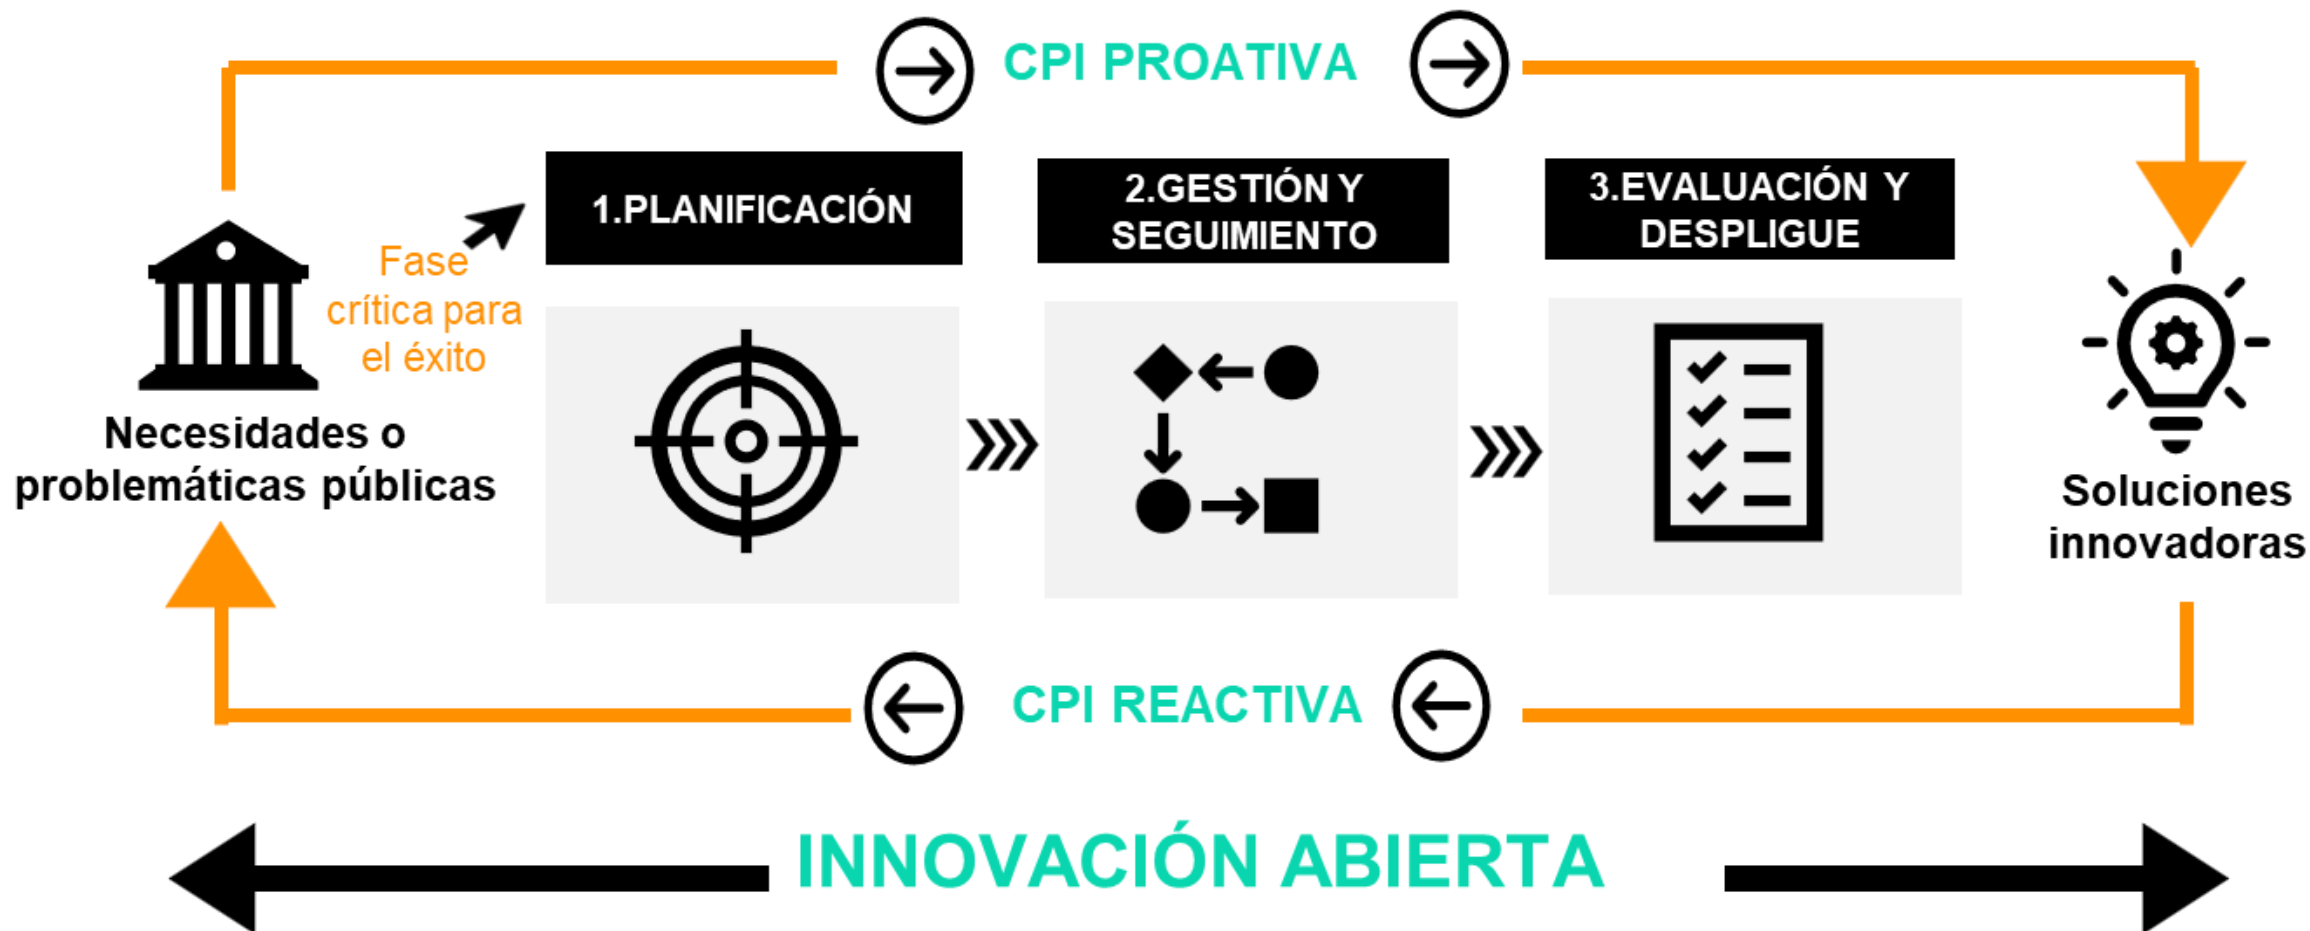 CPI PROATIVA
1.PLANIFICACIÓN
2.GESTIÓN Y
SEGUIMIENTO
3.EVALUACIÓN Y
DESPLIGUE
Fase
crítica para
el éxito
Necesidades o
problemáticas públicas
Soluciones
innovadoras
CPI REACTIVA
INNOVACIÓN ABIERTA